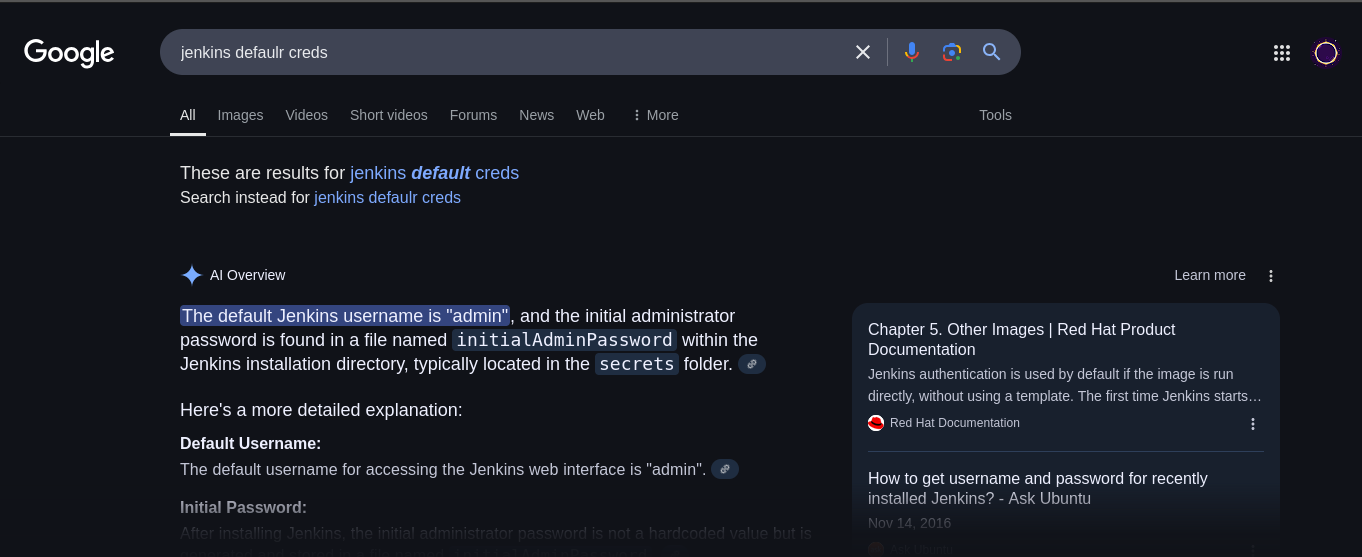 Google
jenkins defaulr creds
All Images Videos Short videos Forums News Web More Tools
These are results for jenkins default creds
Search instead for jenkins defaulr creds
AI Overview
Learn more
The default Jenkins username is "admin", and the initial administrator
password is found in a file named initialAdminPassword within the
Jenkins installation directory, typically located in the secrets folder.
Here's a more detailed explanation:
Default Username:
The default username for accessing the Jenkins web interface is "admin".
Initial Password:
After installing Jenkins, the initial administrator password is not a hardcoded value but is
Chapter 5. Other Images | Red Hat Product
Documentation
Jenkins authentication is used by default if the image is run
directly, without using a template. The first time Jenkins starts…
Red Hat Documentation
How to get username and password for recently
installed Jenkins? - Ask Ubuntu
Nov 14, 2016
Ask Ubuntu